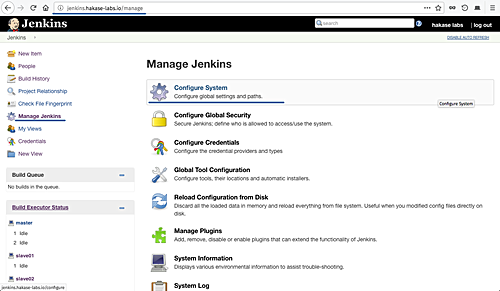 jenkins.hakase-labs.io/manage
Jenkins
search
hakase labs | log out
Jenkins
DISABLE AUTO REFRESH
New Item
People
Build History
Project Relationship
Check File Fingerprint
Manage Jenkins
My Views
Credentials
New View
Build Queue
No builds in the queue.
Build Executor Status
master
1 Idle
2 Idle
slave01
1 Idle
slave02
jenkins.hakase-labs.io/configure
Manage Jenkins
Configure System
Configure global settings and paths.
Configure System
Configure Global Security
Secure Jenkins; define who is allowed to access/use the system.
Configure Credentials
Configure the credential providers and types
Global Tool Configuration
Configure tools, their locations and automatic installers.
Reload Configuration from Disk
Discard all the loaded data in memory and reload everything from file system. Useful when you modified config files directly on
disk.
Manage Plugins
Add, remove, disable or enable plugins that can extend the functionality of Jenkins.
System Information
Displays various environmental information to assist trouble-shooting.
System Log